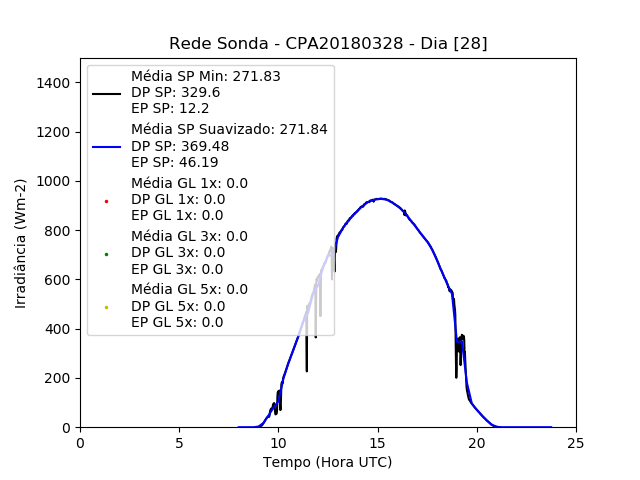 Rede Sonda - CPA20180328 - Dia [28]
Média SP Min: 271.83
DP SP: 329.6
EP SP: 12.2
Média SP Suavizado: 271.84
DP SP: 369.48
EP SP: 46.19
Média GL 1x: 0.0
DP GL 1x: 0.0
EP GL 1x: 0.0
Média GL 3x: 0.0
DP GL 3x: 0.0
EP GL 3x: 0.0
Média GL 5x: 0.0
DP GL 5x: 0.0
EP GL 5x: 0.0
Irradiância (Wm-2)
1400
1200
1000
800
600
400
200
0
0 5 10 15 20 25
Tempo (Hora UTC)